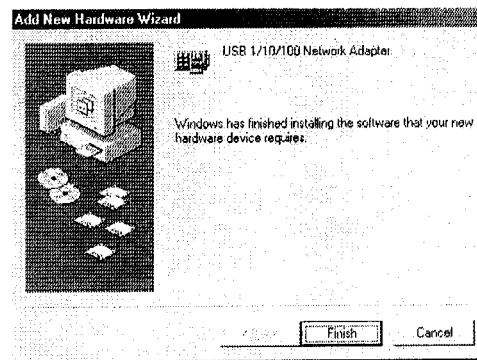 Add New Hardware Wizard
USB 1/10/100 Network Adapter
Windows has finished installing the software that your new
hardware device requires.
Finish
Cancel